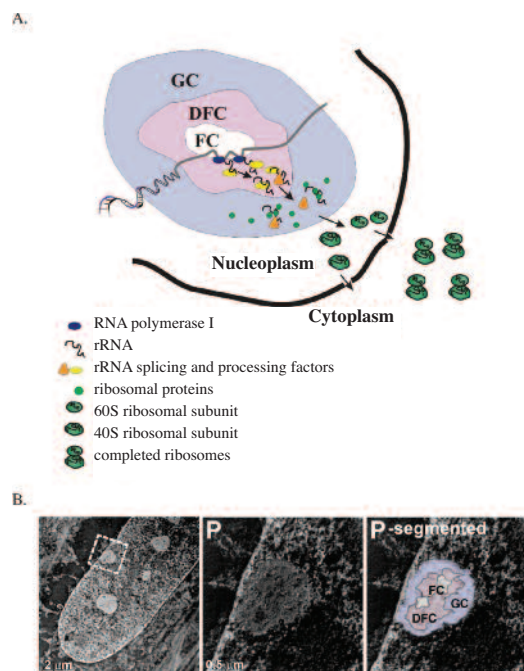 A.
GC
DFC
FC
Nucleoplasm
Cytoplasm
RNA polymerase I
rRNA
rRNA splicing and processing factors
ribosomal proteins
60S ribosomal subunit
40S ribosomal subunit
completed ribosomes
B.
2 μm
P
0.5 μm
P-segmented
FC
GC
DFC